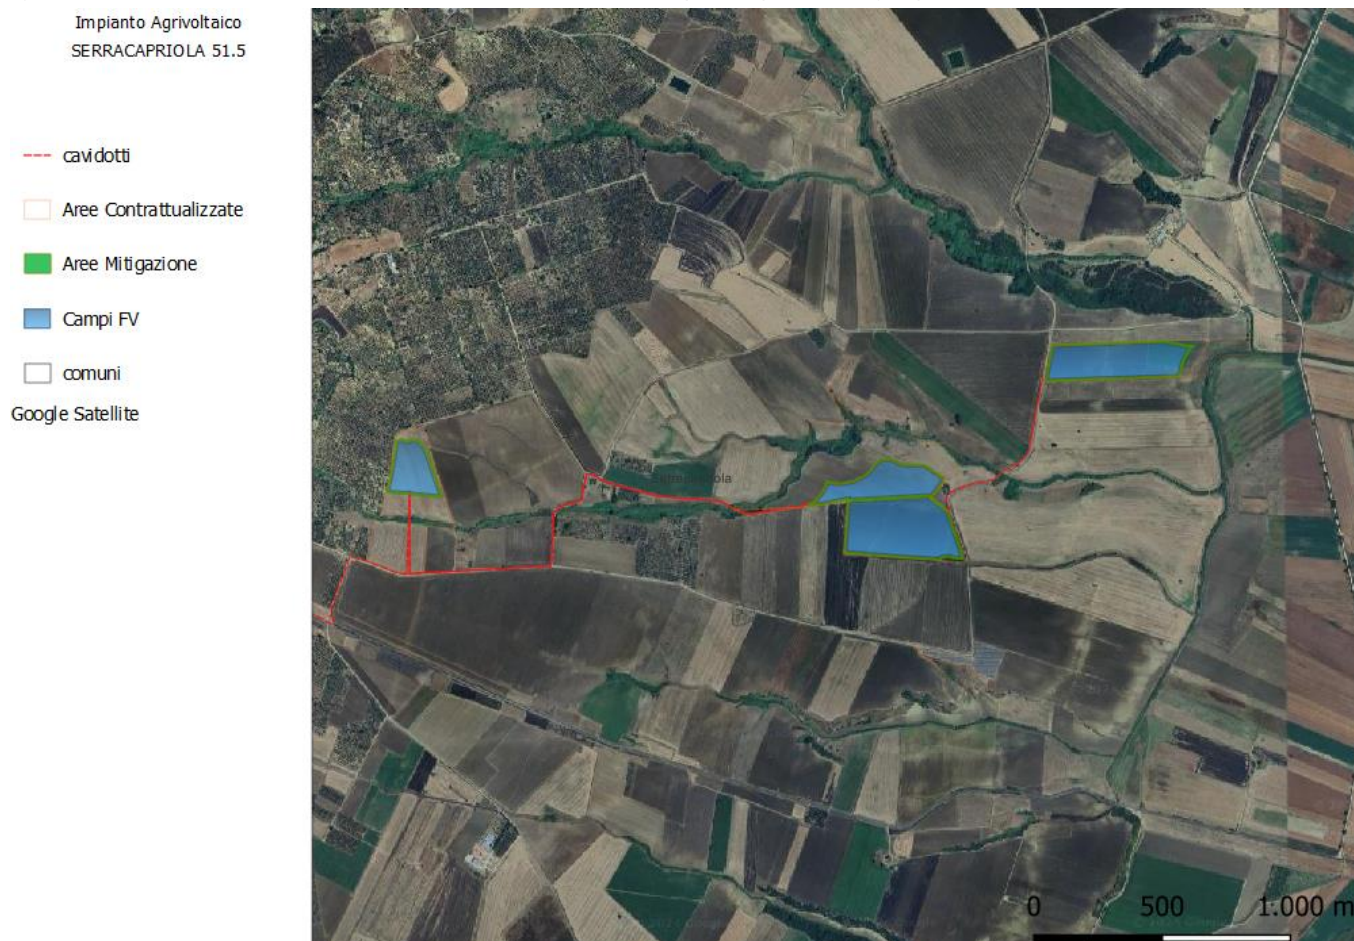 Impianto Agrivoltaico
SERRACAPRIOLA 51.5
cavidotti
Aree Contrattualizzate
Aree Mitigazione
Campi FV
comuni
Google Satellite
0 500 1.000 m